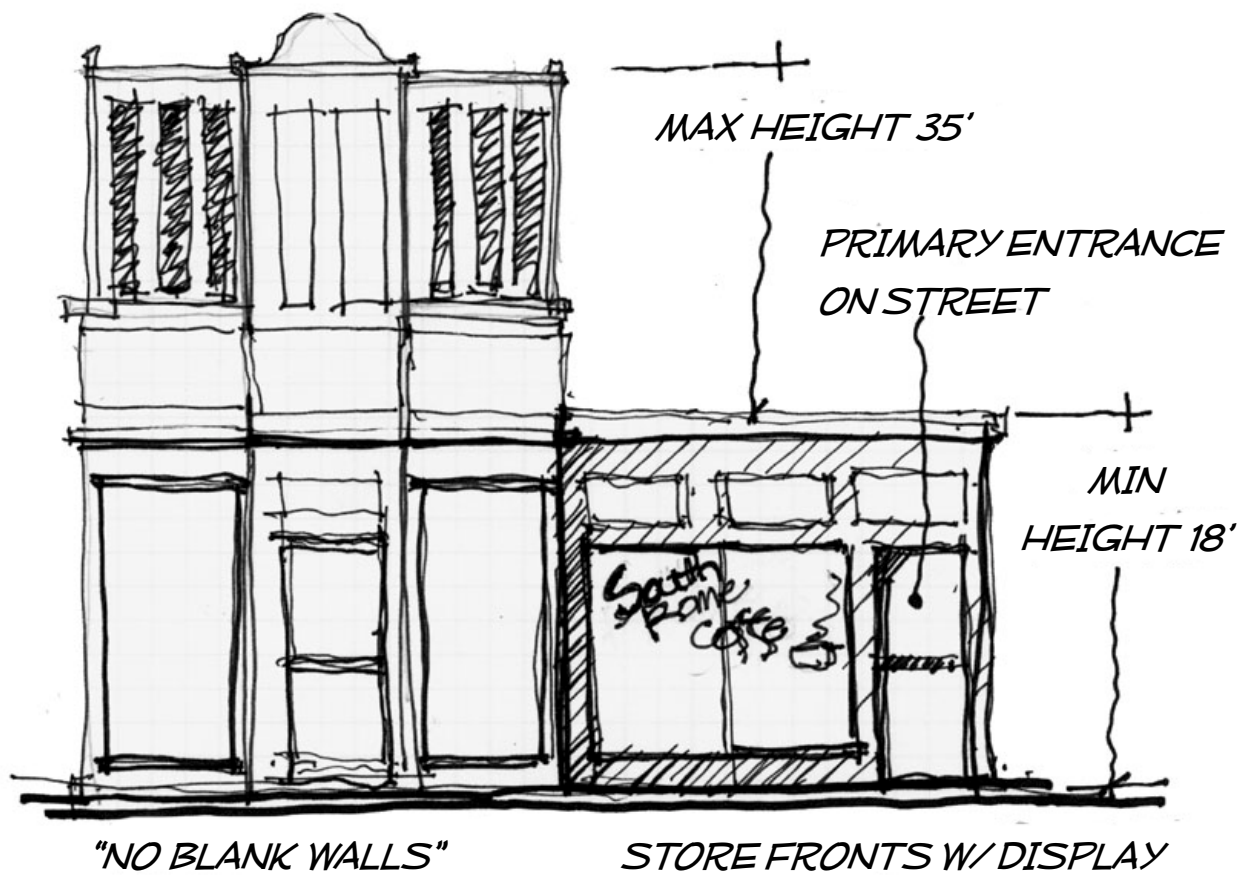 MAX HEIGHT 35'
PRIMARY ENTRANCE
ON STREET
MIN
HEIGHT 18'
South
Rome
Coffee
"NO BLANK WALLS"
STORE FRONTS W/ DISPLAY